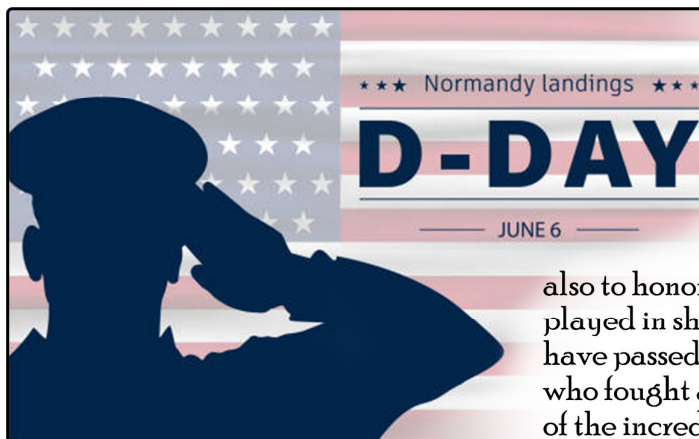 Normandy landings
D-DAY
JUNE 6
also to honor
played in sh
have passed
who fought a
of the incred